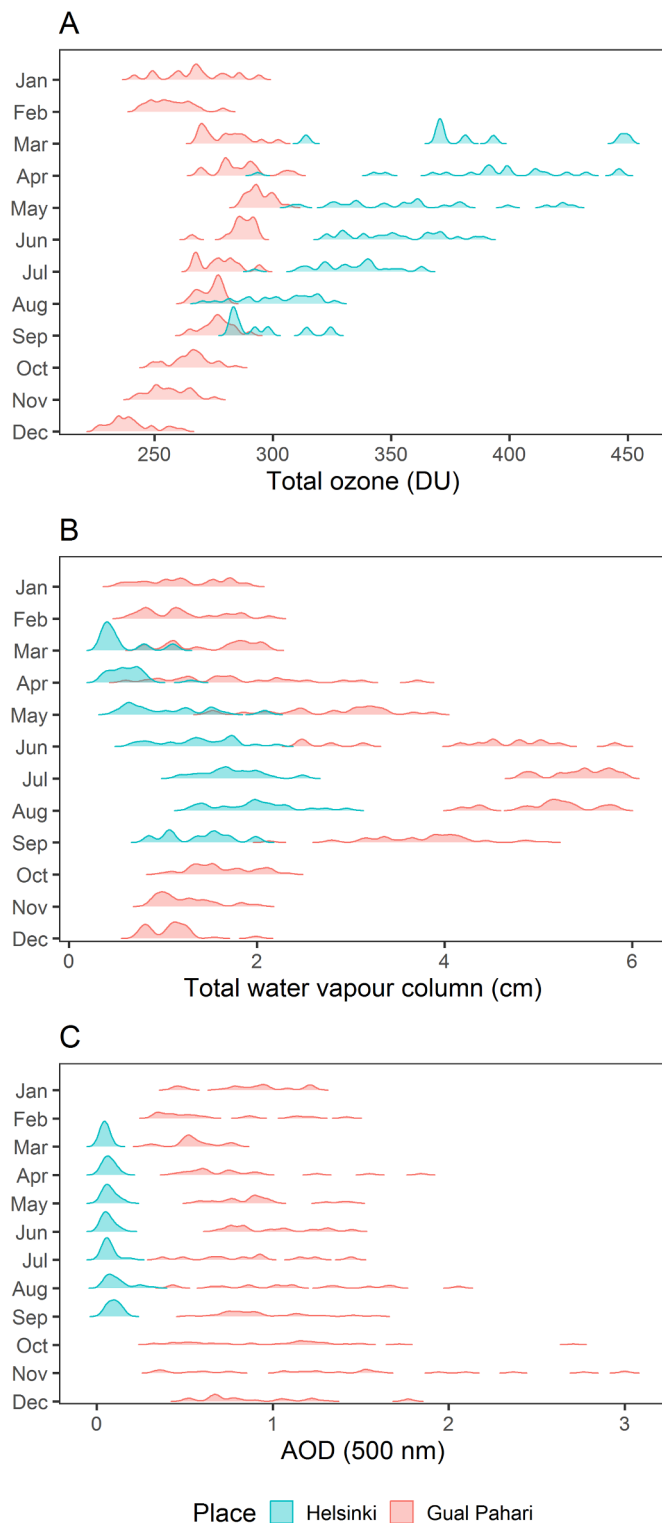 A
Jan
Feb
Mar
Apr
May
Jun
Jul
Aug
Sep
Oct
Nov
Dec
250 300 350 400 450
Total ozone (DU)
B
Jan
Feb
Mar
Apr
May
Jun
Jul
Aug
Sep
Oct
Nov
Dec
0 2 4 6
Total water vapour column (cm)
C
Jan
Feb
Mar
Apr
May
Jun
Jul
Aug
Sep
Oct
Nov
Dec
0 1 2 3
AOD (500 nm)
Place Helsinki Gual Pahari